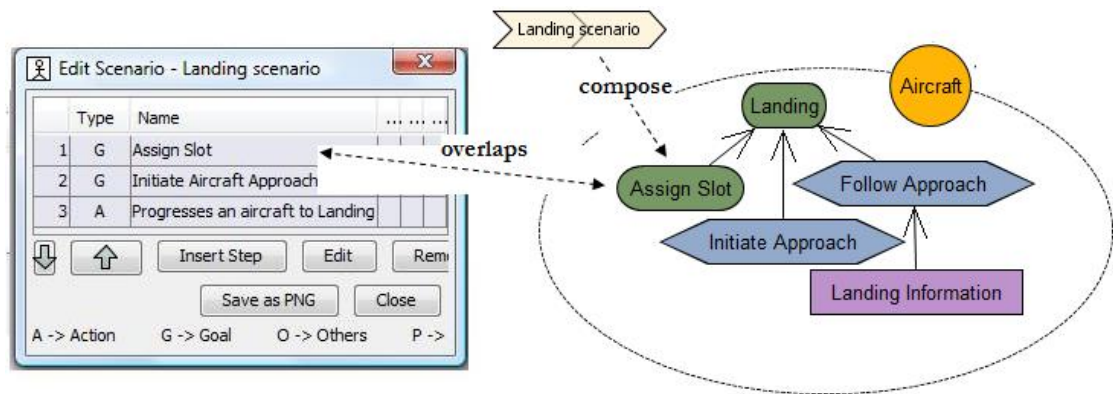 Landing scenario
Edit Scenario - Landing scenario
compose
Aircraft
Landing
Type Name ... ... ...
1 G Assign Slot
overlaps
2 G Initiate Aircraft Approach
3 A Progresses an aircraft to Landing
Assign Slot
Follow Approach
Initiate Approach
Landing Information
Insert Step Edit Rem
Save as PNG Close
A -> Action G -> Goal O -> Others P ->